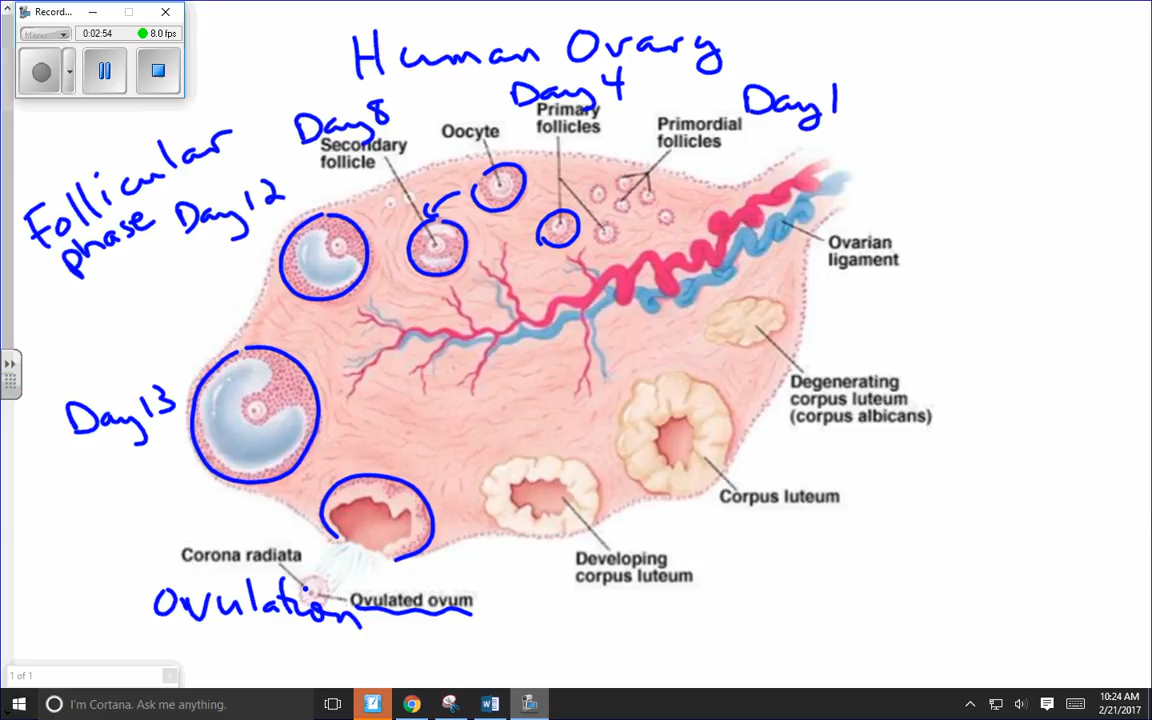 Record...
Menu
0:02:54
8.0 fps
Human Ovary
Day 8
Day 4
Day 1
Follicular
phase Day 12
Secondary
follicle
Oocyte
Primary
follicles
Primordial
follicles
Ovarian
ligament
Day 13
Degenerating
corpus luteum
(corpus albicans)
Corpus luteum
Developing
corpus luteum
Corona radiata
Ovulation
Ovulated ovum
1 of 1
I'm Cortana. Ask me anything.
10:24 AM
2/21/2017